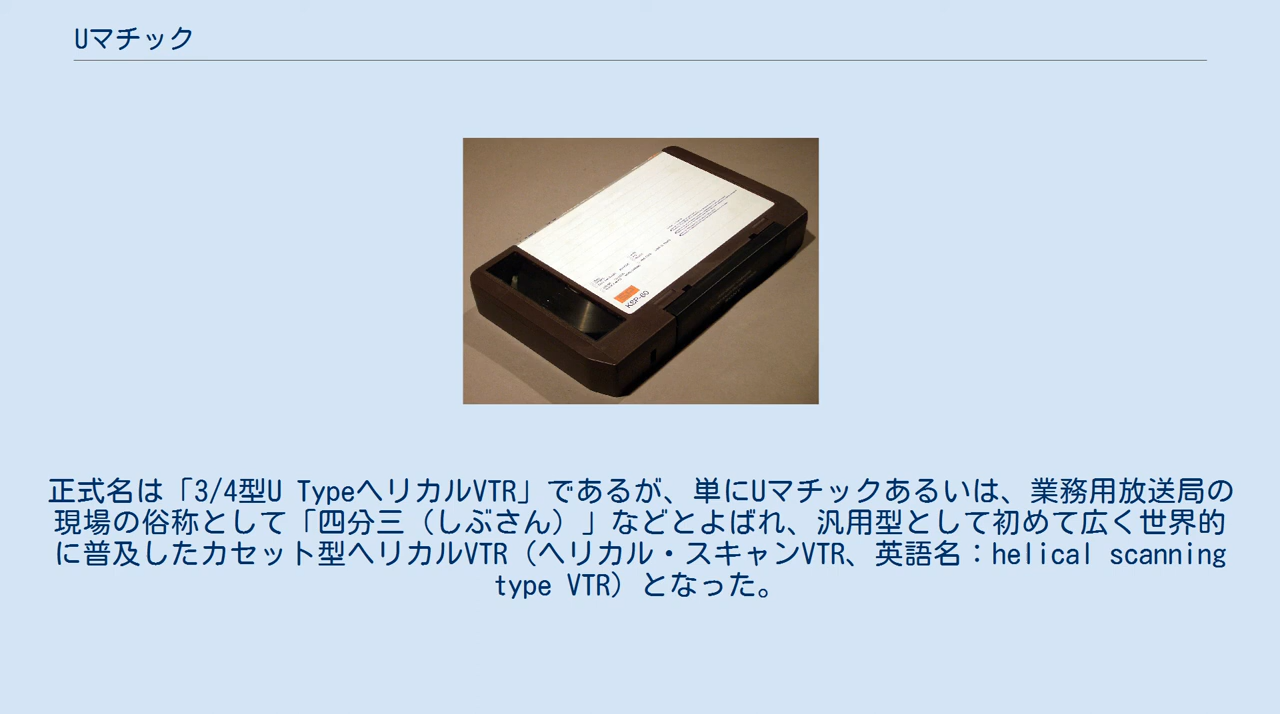 Uマチック
KSP-60
正式名は「3/4型U TypeヘリカルVTR」であるが、単にUマチックあるいは、業務用放送局の
現場の俗称として「四分三（しぶさん）」などとよばれ、汎用型として初めて広く世界的
に普及したカセット型ヘリカルVTR（ヘリカル・スキャンVTR、英語名：helical scanning
type VTR）となった。